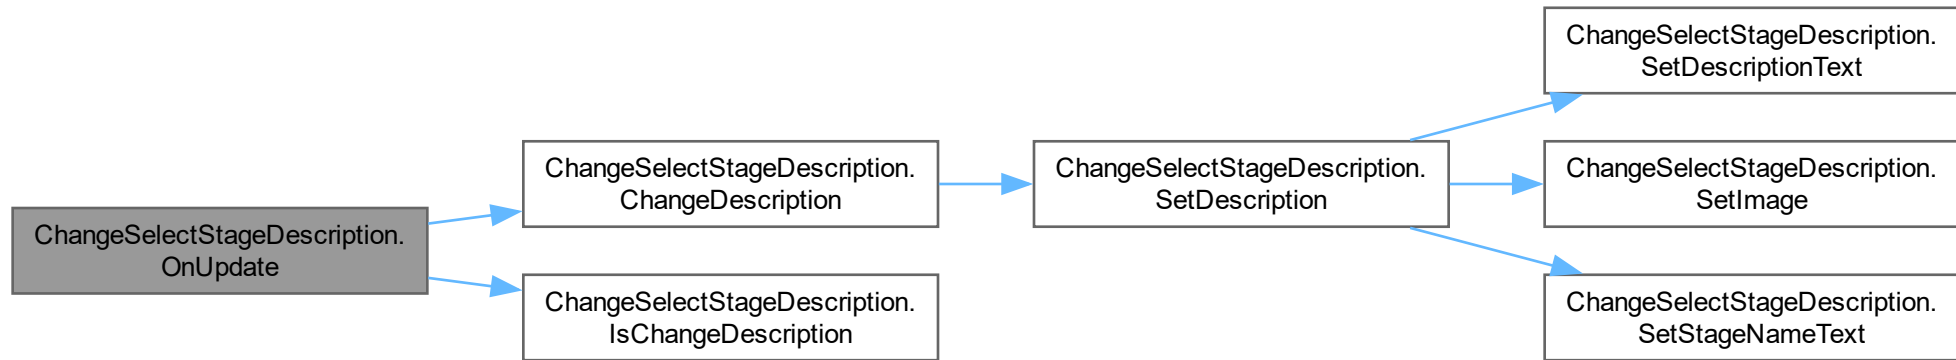 ChangeSelectStageDescription.
OnUpdate
ChangeSelectStageDescription.
ChangeDescription
ChangeSelectStageDescription.
IsChangeDescription
ChangeSelectStageDescription.
SetDescription
ChangeSelectStageDescription.
SetDescriptionText
ChangeSelectStageDescription.
SetImage
ChangeSelectStageDescription.
SetStageNameText